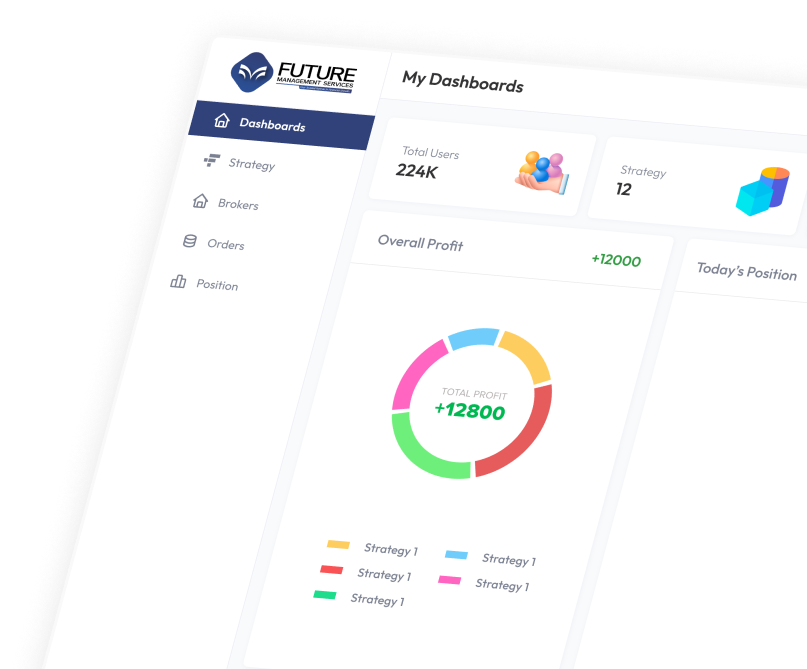 FUTURE
MANAGEMENT SERVICES
My Dashboards
Dashboards
Strategy
Brokers
Orders
Position
Total Users
224K
Strategy
12
Overall Profit
+12000
Today's Position
TOTAL PROFIT
+12800
Strategy 1
Strategy 1
Strategy 1
Strategy 1
Strategy 1